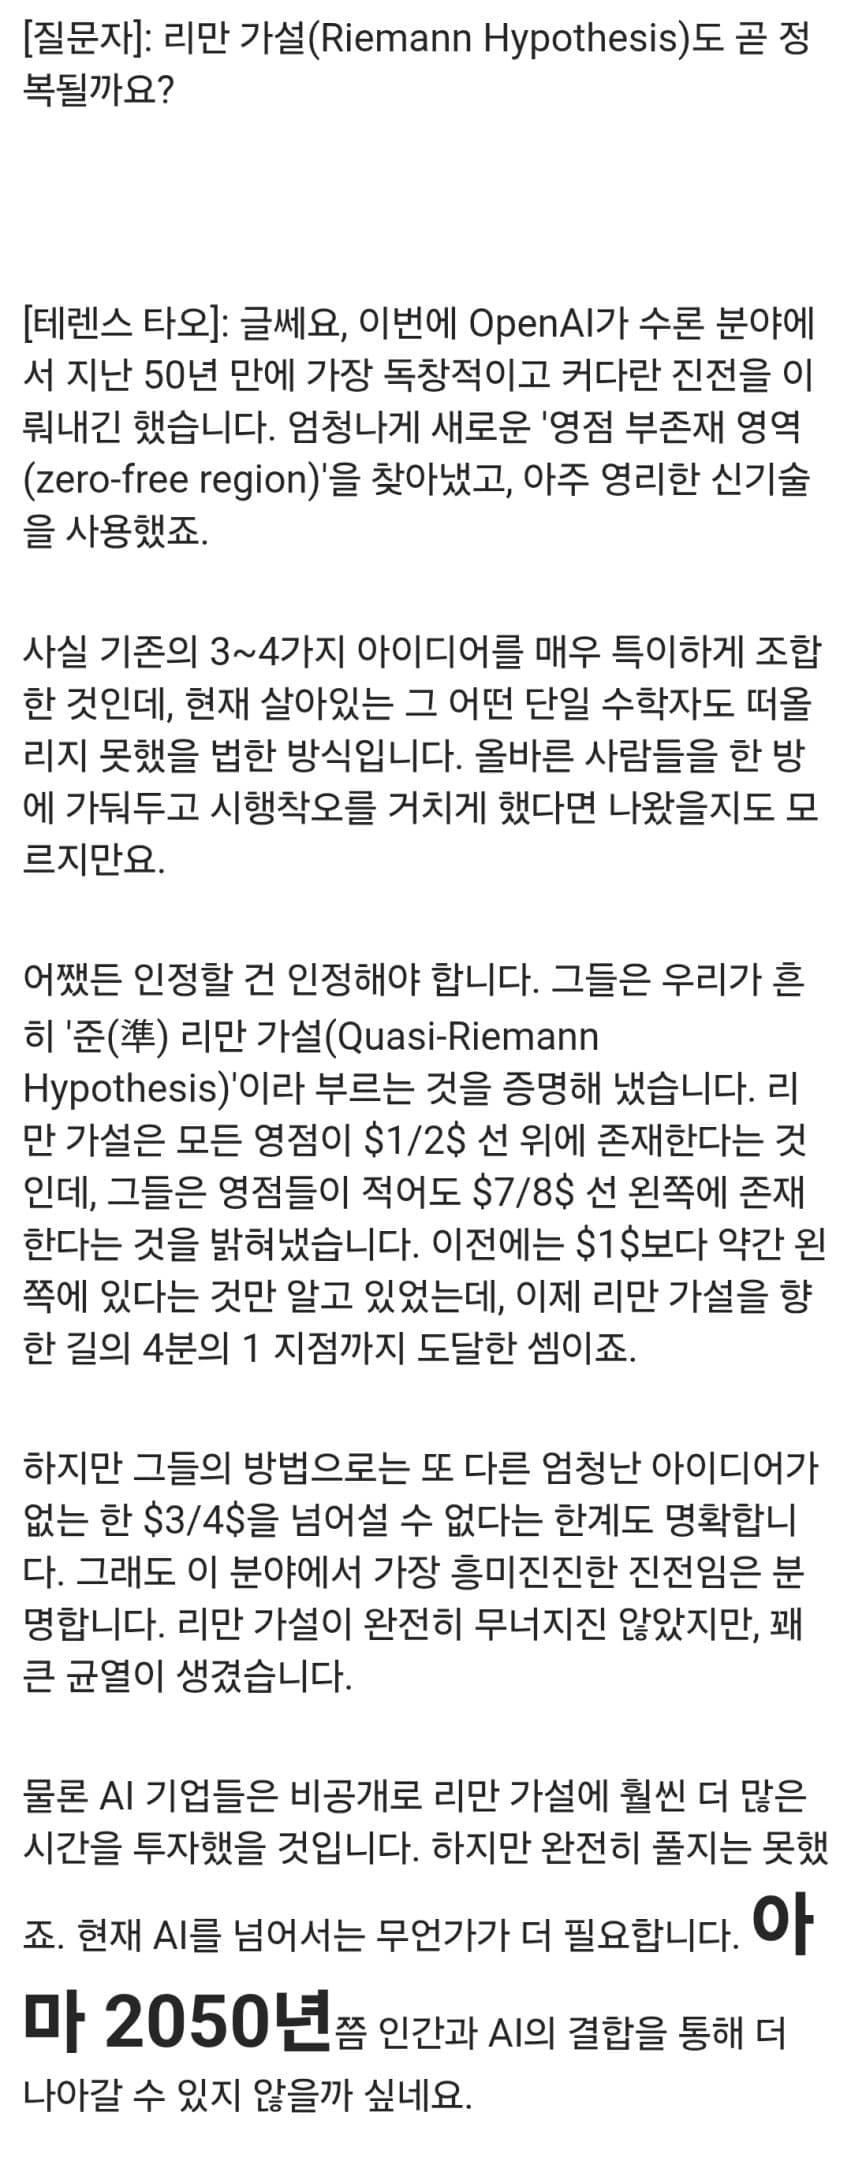 [질문자]: 리만 가설(Riemann Hypothesis)도 곧 정
복될까요?
[테렌스 타오]: 글쎄요, 이번에 OpenAI가 수론 분야에
서 지난 50년 만에 가장 독창적이고 커다란 진전을 이
뤄내긴 했습니다. 엄청나게 새로운 '영점 부존재 영역
(zero-free region)'을 찾아냈고, 아주 영리한 신기술
을 사용했죠.
사실 기존의 3~4가지 아이디어를 매우 특이하게 조합
한 것인데, 현재 살아있는 그 어떤 단일 수학자도 떠올
리지 못했을 법한 방식입니다. 올바른 사람들을 한 방
에 가둬두고 시행착오를 거치게 했다면 나왔을지도 모
르지만요.
어쨌든 인정할 건 인정해야 합니다. 그들은 우리가 흔
히 '준(準) 리만 가설(Quasi-Riemann
Hypothesis)'이라 부르는 것을 증명해 냈습니다. 리
만 가설은 모든 영점이 $1/2$ 선 위에 존재한다는 것
인데, 그들은 영점들이 적어도 $7/8$ 선 왼쪽에 존재
한다는 것을 밝혀냈습니다. 이전에는 $1$보다 약간 왼
쪽에 있다는 것만 알고 있었는데, 이제 리만 가설을 향
한 길의 4분의 1 지점까지 도달한 셈이죠.
하지만 그들의 방법으로는 또 다른 엄청난 아이디어가
없는 한 $3/4$을 넘어설 수 없다는 한계도 명확합니
다. 그래도 이 분야에서 가장 흥미진진한 진전임은 분
명합니다. 리만 가설이 완전히 무너지진 않았지만, 꽤
큰 균열이 생겼습니다.
물론 AI 기업들은 비공개로 리만 가설에 훨씬 더 많은
시간을 투자했을 것입니다. 하지만 완전히 풀지는 못했
죠. 현재 AI를 넘어서는 무언가가 더 필요합니다. 아
마 2050년쯤 인간과 AI의 결합을 통해 더
나아갈 수 있지 않을까 싶네요.